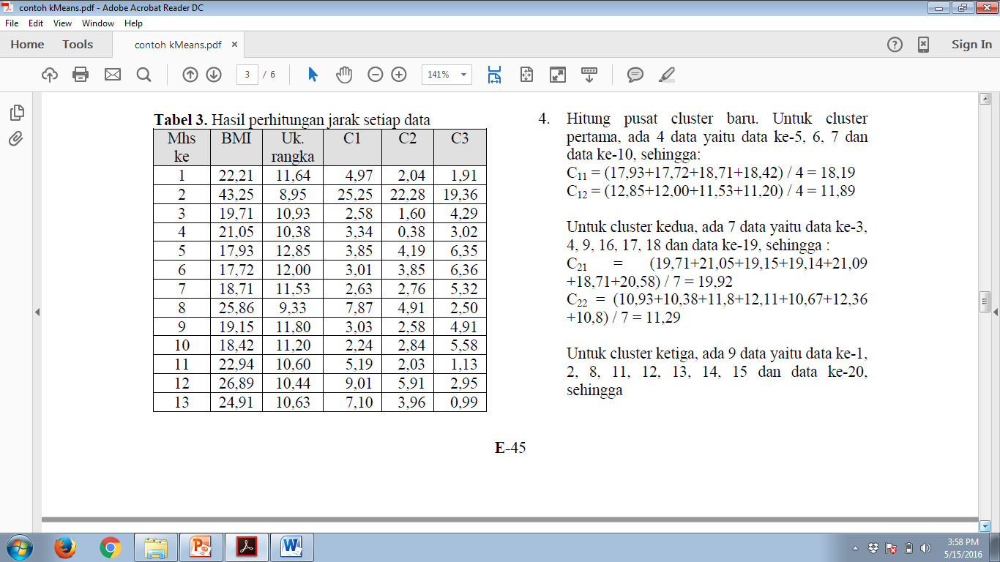 contoh kMeans.pdf - Adobe Acrobat Reader DC
File Edit View Window Help
Home Tools contoh kMeans.pdf × Sign In
3 / 6 141%
Tabel 3. Hasil perhitungan jarak setiap data
Mhs ke BMI Uk. rangka C1 C2 C3
1 22,21 11,64 4,97 2,04 1,91
2 43,25 8,95 25,25 22,28 19,36
3 19,71 10,93 2,58 1,60 4,29
4 21,05 10,38 3,34 0,38 3,02
5 17,93 12,85 3,85 4,19 6,35
6 17,72 12,00 3,01 3,85 6,36
7 18,71 11,53 2,63 2,76 5,32
8 25,86 9,33 7,87 4,91 2,50
9 19,15 11,80 3,03 2,58 4,91
10 18,42 11,20 2,24 2,84 5,58
11 22,94 10,60 5,19 2,03 1,13
12 26,89 10,44 9,01 5,91 2,95
13 24,91 10,63 7,10 3,96 0,99
4. Hitung pusat cluster baru. Untuk cluster
pertama, ada 4 data yaitu data ke-5, 6, 7 dan
data ke-10, sehingga:
C₁₁ = (17,93+17,72+18,71+18,42) / 4 = 18,19
C₁₂ = (12,85+12,00+11,53+11,20) / 4 = 11,89
Untuk cluster kedua, ada 7 data yaitu data ke-3,
4, 9, 16, 17, 18 dan data ke-19, sehingga :
C₂₁ = (19,71+21,05+19,15+19,14+21,09
+18,71+20,58) / 7 = 19,92
C₂₂ = (10,93+10,38+11,8+12,11+10,67+12,36
+10,8) / 7 = 11,29
Untuk cluster ketiga, ada 9 data yaitu data ke-1,
2, 8, 11, 12, 13, 14, 15 dan data ke-20,
sehingga
E-45
3:58 PM
5/15/2016